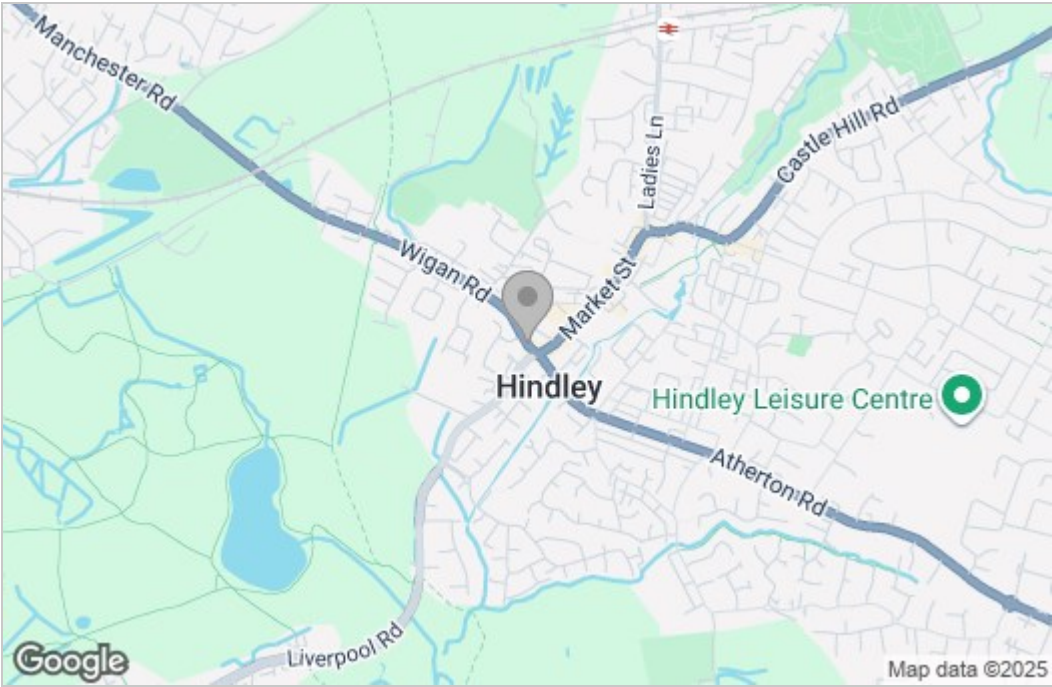 Manchester Rd
Ladies Ln
Castle Hill Rd
Wigan Rd
Market St
Hindley
Hindley Leisure Centre
Atherton Rd
Liverpool Rd
Google
Map data ©2025